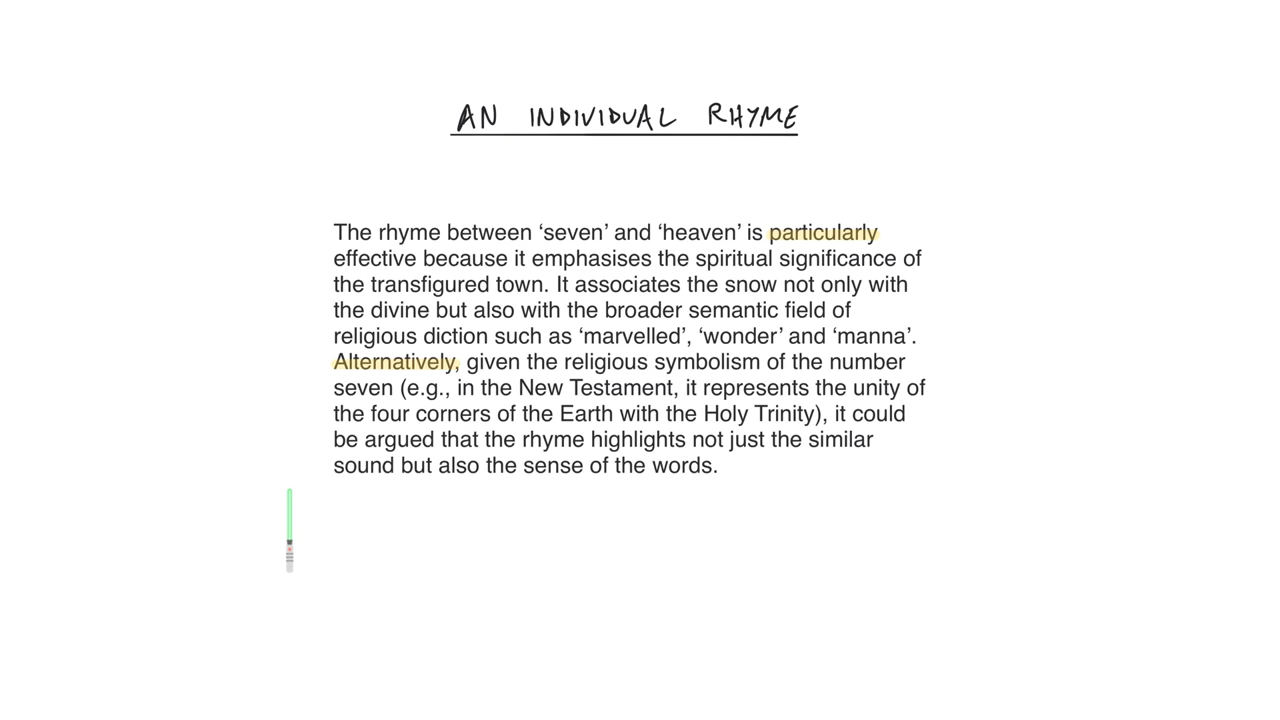 AN INDIVIDUAL RHYME
The rhyme between ‘seven’ and ‘heaven’ is particularly
effective because it emphasises the spiritual significance of
the transfigured town. It associates the snow not only with
the divine but also with the broader semantic field of
religious diction such as ‘marvelled’, ‘wonder’ and ‘manna’.
Alternatively, given the religious symbolism of the number
seven (e.g., in the New Testament, it represents the unity of
the four corners of the Earth with the Holy Trinity), it could
be argued that the rhyme highlights not just the similar
sound but also the sense of the words.